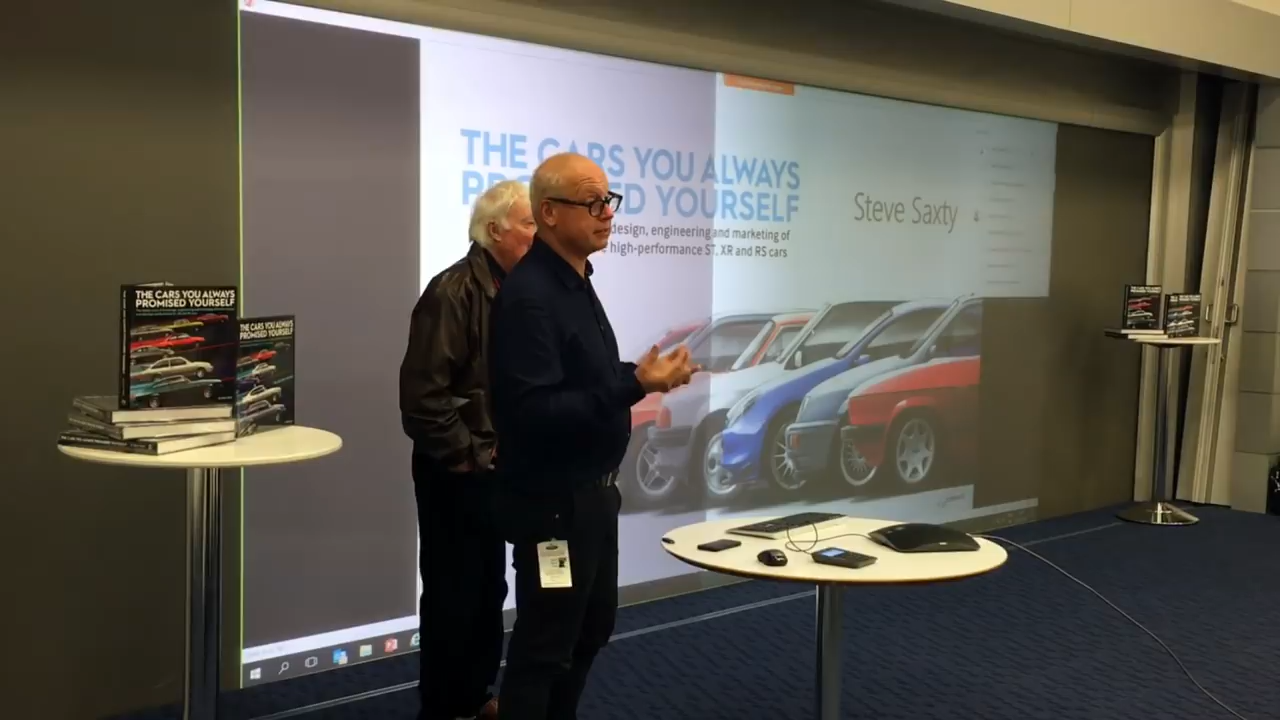 THE CARS YOU ALWAYS
PROMISED YOURSELF
design, engineering and marketing of
high-performance ST, XR and RS cars
Steve Saxty
THE CARS YOU ALWAYS
PROMISED YOURSELF
THE CARS YOU ALWAYS
PROMISED YOURSELF